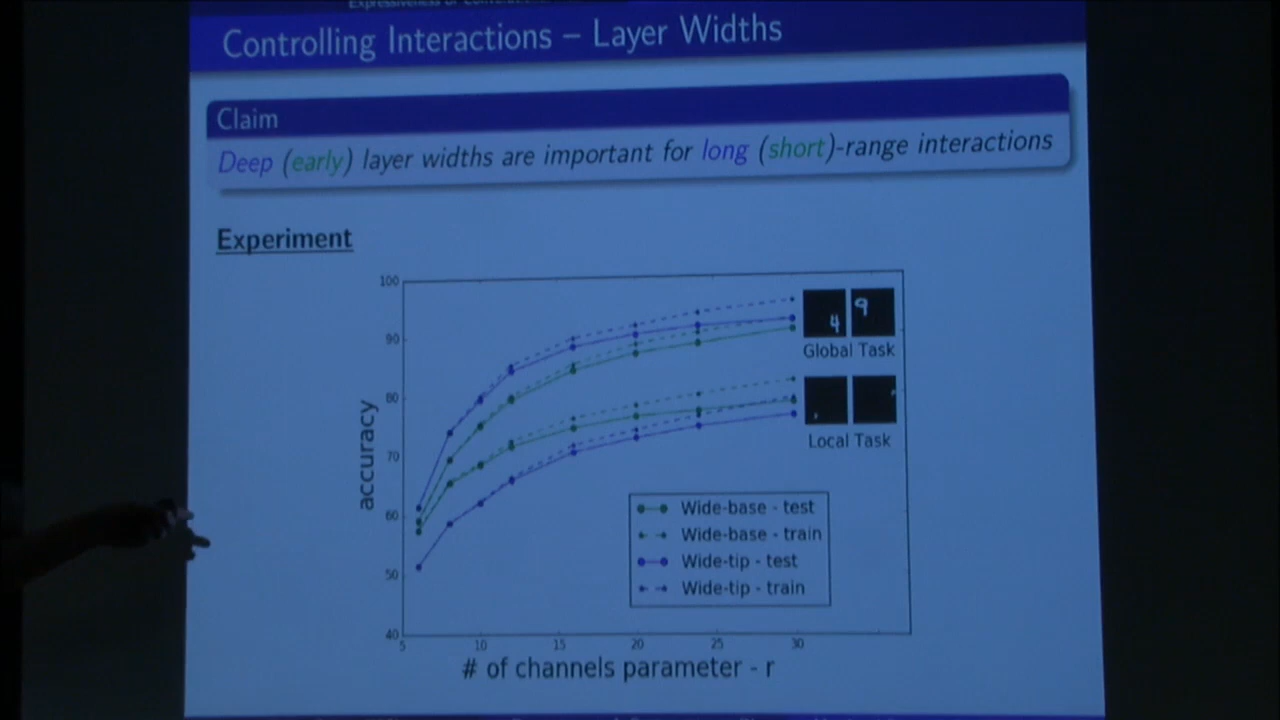 Controlling Interactions – Layer Widths
Claim
Deep (early) layer widths are important for long (short)-range interactions
Experiment
100
90
80
70
60
50
40
accuracy
5 10 15 20 25 30
# of channels parameter - r
4 9
Global Task
Local Task
Wide-base - test
Wide-base - train
Wide-tip - test
Wide-tip - train